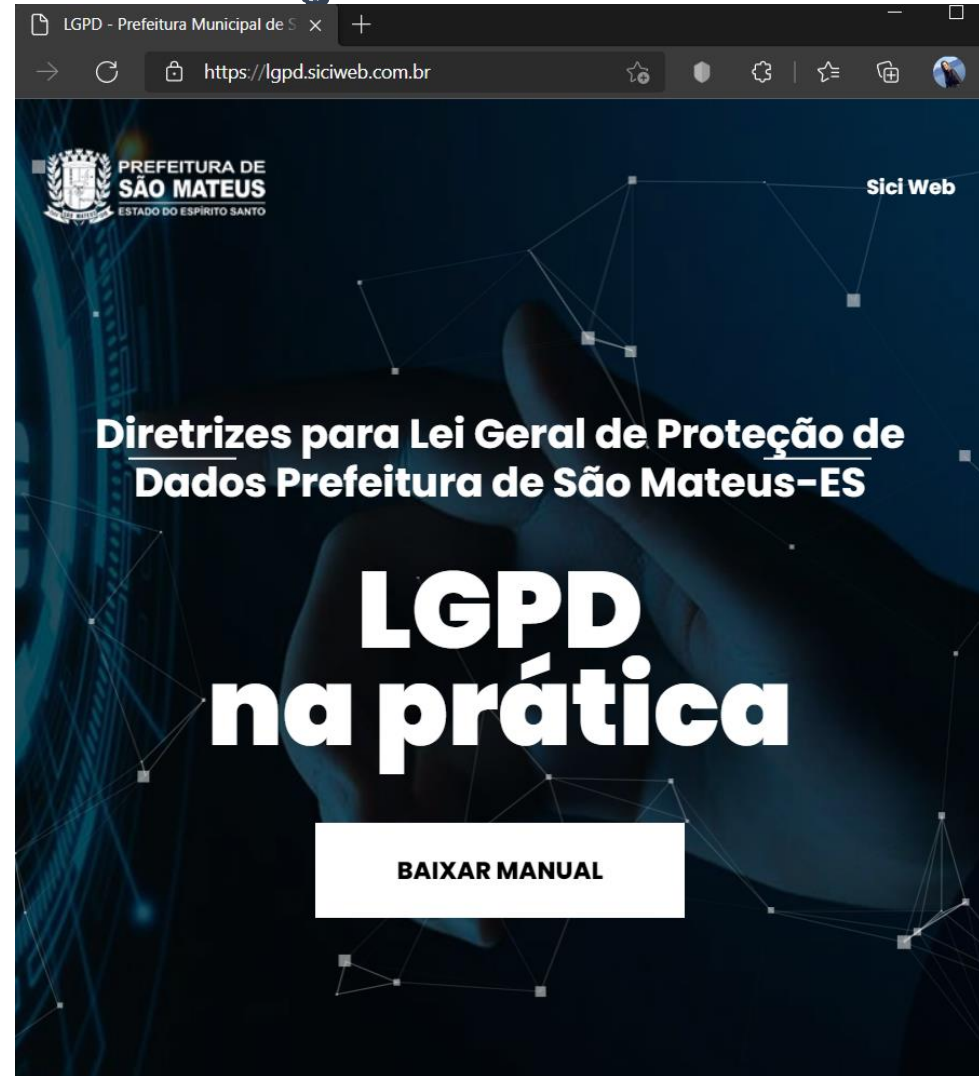 LGPD - Prefeitura Municipal de S
https://lgpd.siciweb.com.br
PREFEITURA DE
SÃO MATEUS
ESTADO DO ESPÍRITO SANTO
Sici Web
Diretrizes para Lei Geral de Proteção de
Dados Prefeitura de São Mateus-ES
LGPD
na prática
BAIXAR MANUAL